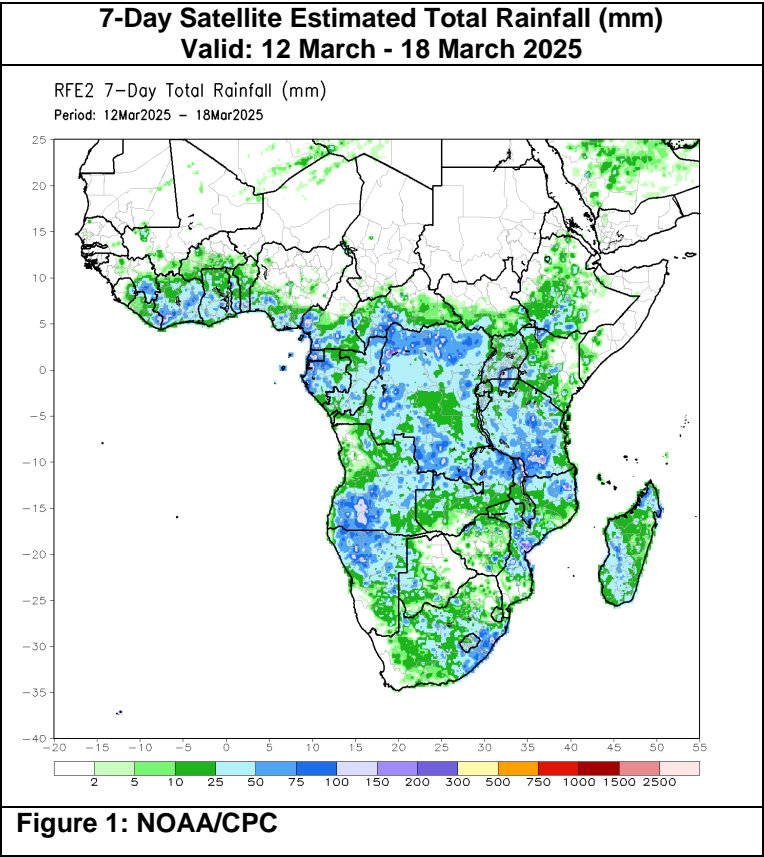 7-Day Satellite Estimated Total Rainfall (mm)
Valid: 12 March - 18 March 2025
RFE2 7-Day Total Rainfall (mm)
Period: 12Mar2025 - 18Mar2025
25
20
15
10
5
0
-5
-10
-15
-20
-25
-30
-35
-40
-20 -15 -10 -5 0 5 10 15 20 25 30 35 40 45 50 55
2 5 10 25 50 75 100 150 200 300 500 750 1000 1500 2500
Figure 1: NOAA/CPC